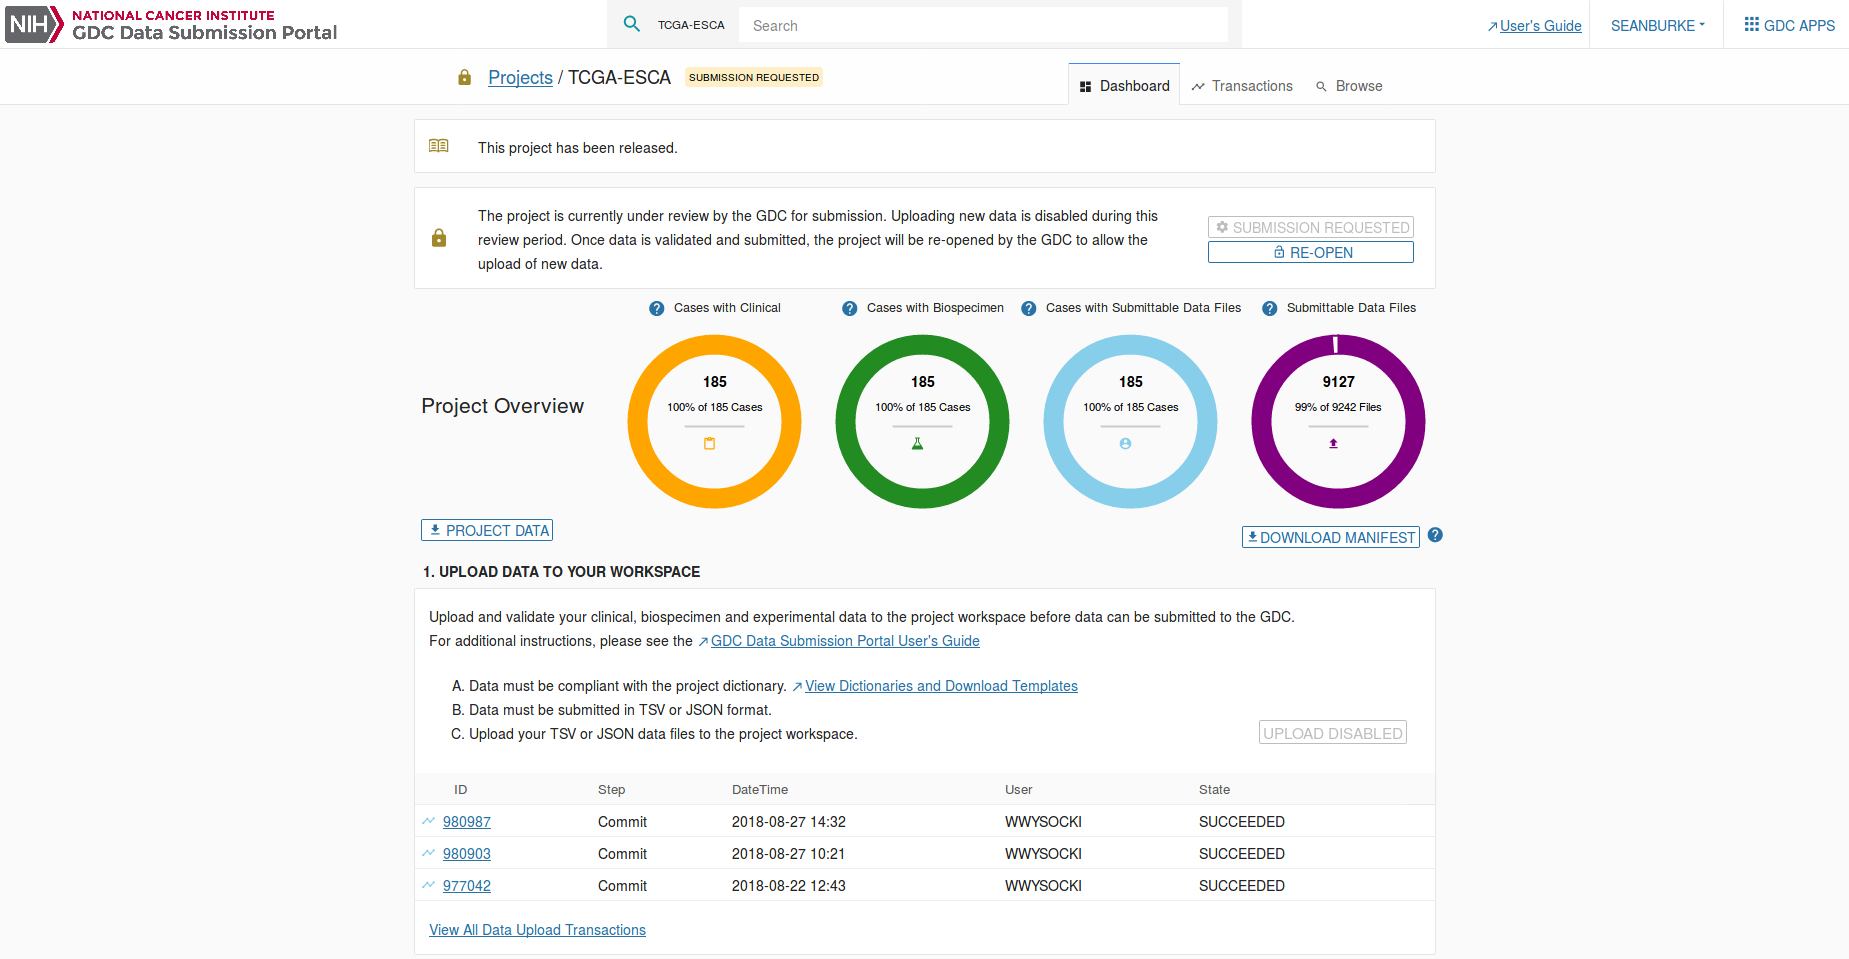 NIH NATIONAL CANCER INSTITUTE
GDC Data Submission Portal
TCGA-ESCA
Search
User's Guide
SEANBURKE
GDC APPS
Projects / TCGA-ESCA
SUBMISSION REQUESTED
Dashboard
Transactions
Browse
This project has been released.
The project is currently under review by the GDC for submission. Uploading new data is disabled during this
review period. Once data is validated and submitted, the project will be re-opened by the GDC to allow the
upload of new data.
SUBMISSION REQUESTED
RE-OPEN
? Cases with Clinical
? Cases with Biospecimen
? Cases with Submittable Data Files
? Submittable Data Files
Project Overview
185
100% of 185 Cases
185
100% of 185 Cases
185
100% of 185 Cases
9127
99% of 9242 Files
PROJECT DATA
DOWNLOAD MANIFEST ?
1. UPLOAD DATA TO YOUR WORKSPACE
Upload and validate your clinical, biospecimen and experimental data to the project workspace before data can be submitted to the GDC.
For additional instructions, please see the GDC Data Submission Portal User's Guide
A. Data must be compliant with the project dictionary. View Dictionaries and Download Templates
B. Data must be submitted in TSV or JSON format.
C. Upload your TSV or JSON data files to the project workspace.
UPLOAD DISABLED
ID Step DateTime User State
980987 Commit 2018-08-27 14:32 WWYSOCKI SUCCEEDED
980903 Commit 2018-08-27 10:21 WWYSOCKI SUCCEEDED
977042 Commit 2018-08-22 12:43 WWYSOCKI SUCCEEDED
View All Data Upload Transactions